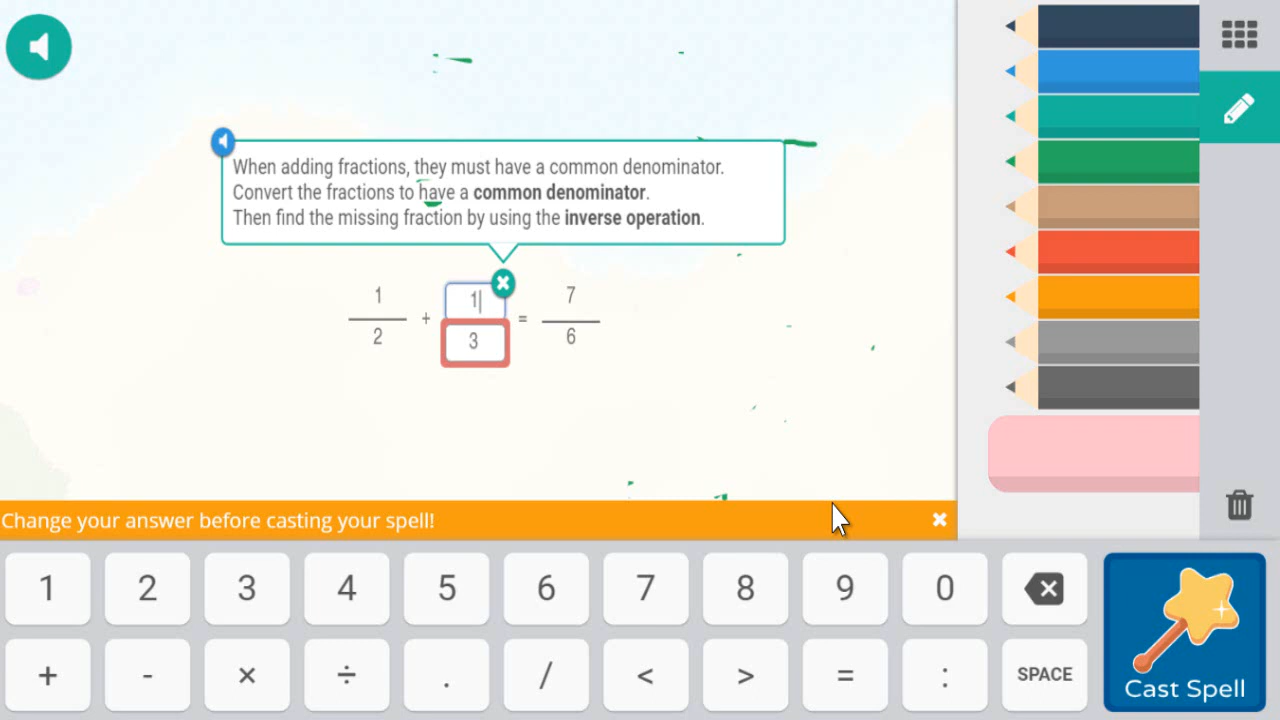 When adding fractions, they must have a common denominator.
Convert the fractions to have a common denominator.
Then find the missing fraction by using the inverse operation.
1 1 7
+ =
2 3 6
Change your answer before casting your spell!
1 2 3 4 5 6 7 8 9 0
+ - × ÷ . / < > = : SPACE
Cast Spell